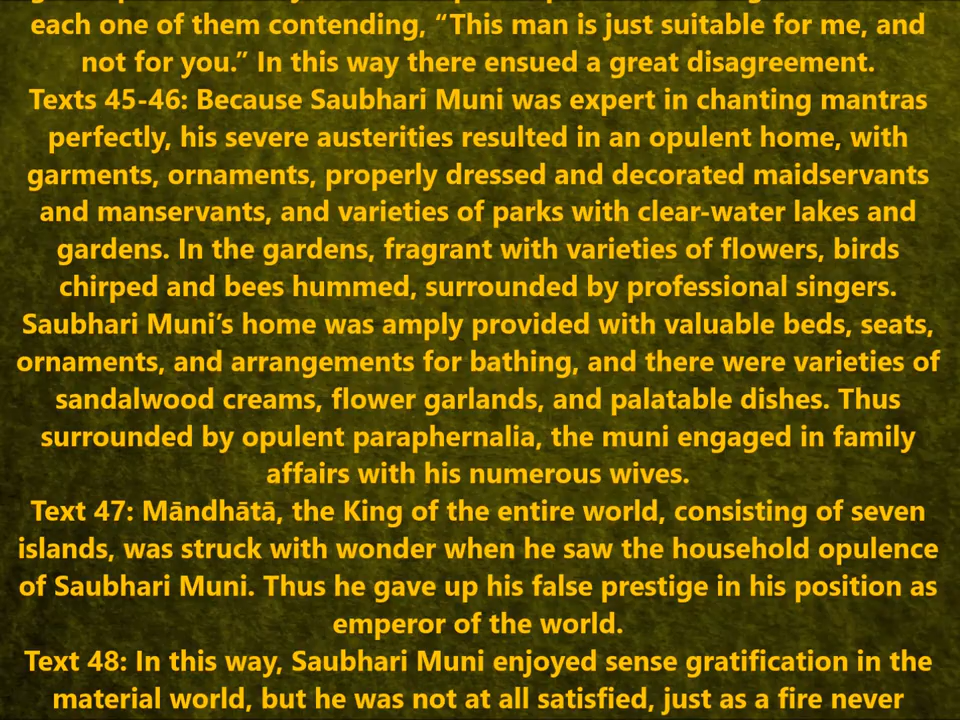 each one of them contending, “This man is just suitable for me, and
not for you.” In this way there ensued a great disagreement.
Texts 45-46: Because Saubhari Muni was expert in chanting mantras
perfectly, his severe austerities resulted in an opulent home, with
garments, ornaments, properly dressed and decorated maidservants
and manservants, and varieties of parks with clear-water lakes and
gardens. In the gardens, fragrant with varieties of flowers, birds
chirped and bees hummed, surrounded by professional singers.
Saubhari Muni’s home was amply provided with valuable beds, seats,
ornaments, and arrangements for bathing, and there were varieties of
sandalwood creams, flower garlands, and palatable dishes. Thus
surrounded by opulent paraphernalia, the muni engaged in family
affairs with his numerous wives.
Text 47: Māndhātā, the King of the entire world, consisting of seven
islands, was struck with wonder when he saw the household opulence
of Saubhari Muni. Thus he gave up his false prestige in his position as
emperor of the world.
Text 48: In this way, Saubhari Muni enjoyed sense gratification in the
material world, but he was not at all satisfied, just as a fire never